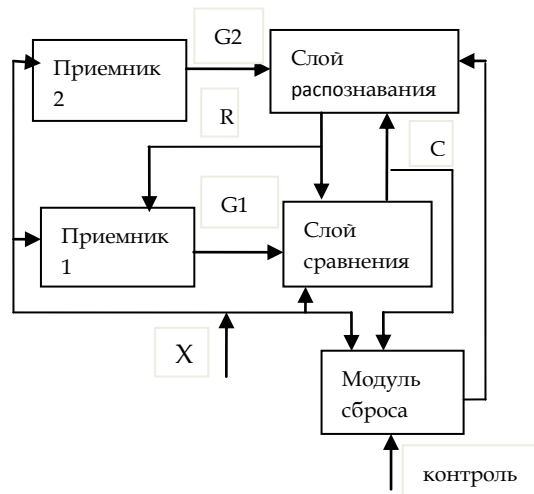 G2
Приемник
2
Слой
распознавания
R
C
G1
Приемник
1
Слой
сравнения
X
Модуль
сброса
контроль